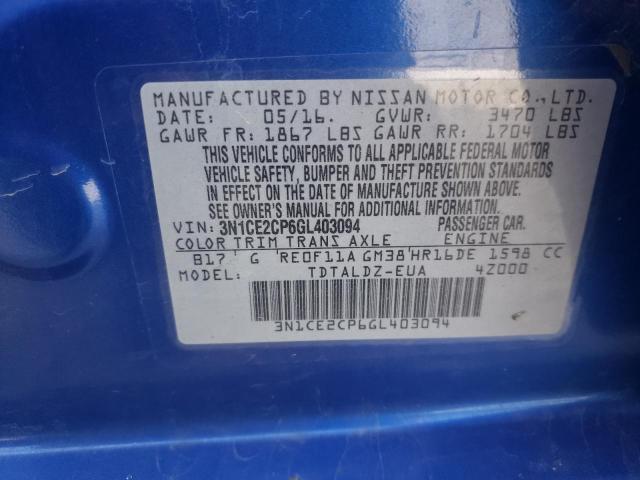 MANUFACTURED BY NISSAN MOTOR CO.,LTD.
DATE: 05/16. GVWR: 3470 LBS
GAWR FR: 1867 LBS GAWR RR: 1704 LBS
THIS VEHICLE CONFORMS TO ALL APPLICABLE FEDERAL MOTOR
VEHICLE SAFETY, BUMPER AND THEFT PREVENTION STANDARDS
IN EFFECT ON THE DATE OF MANUFACTURE SHOWN ABOVE.
SEE OWNER'S MANUAL FOR ADDITIONAL INFORMATION.
VIN: 3N1CE2CP6GL403094 PASSENGER CAR.
COLOR TRIM TRANS AXLE ENGINE
B17 G RE0F11A GM38 HR16DE 1598 CC
MODEL: TDTALDZ-EUA 4Z000
3N1CE2CP6GL403094